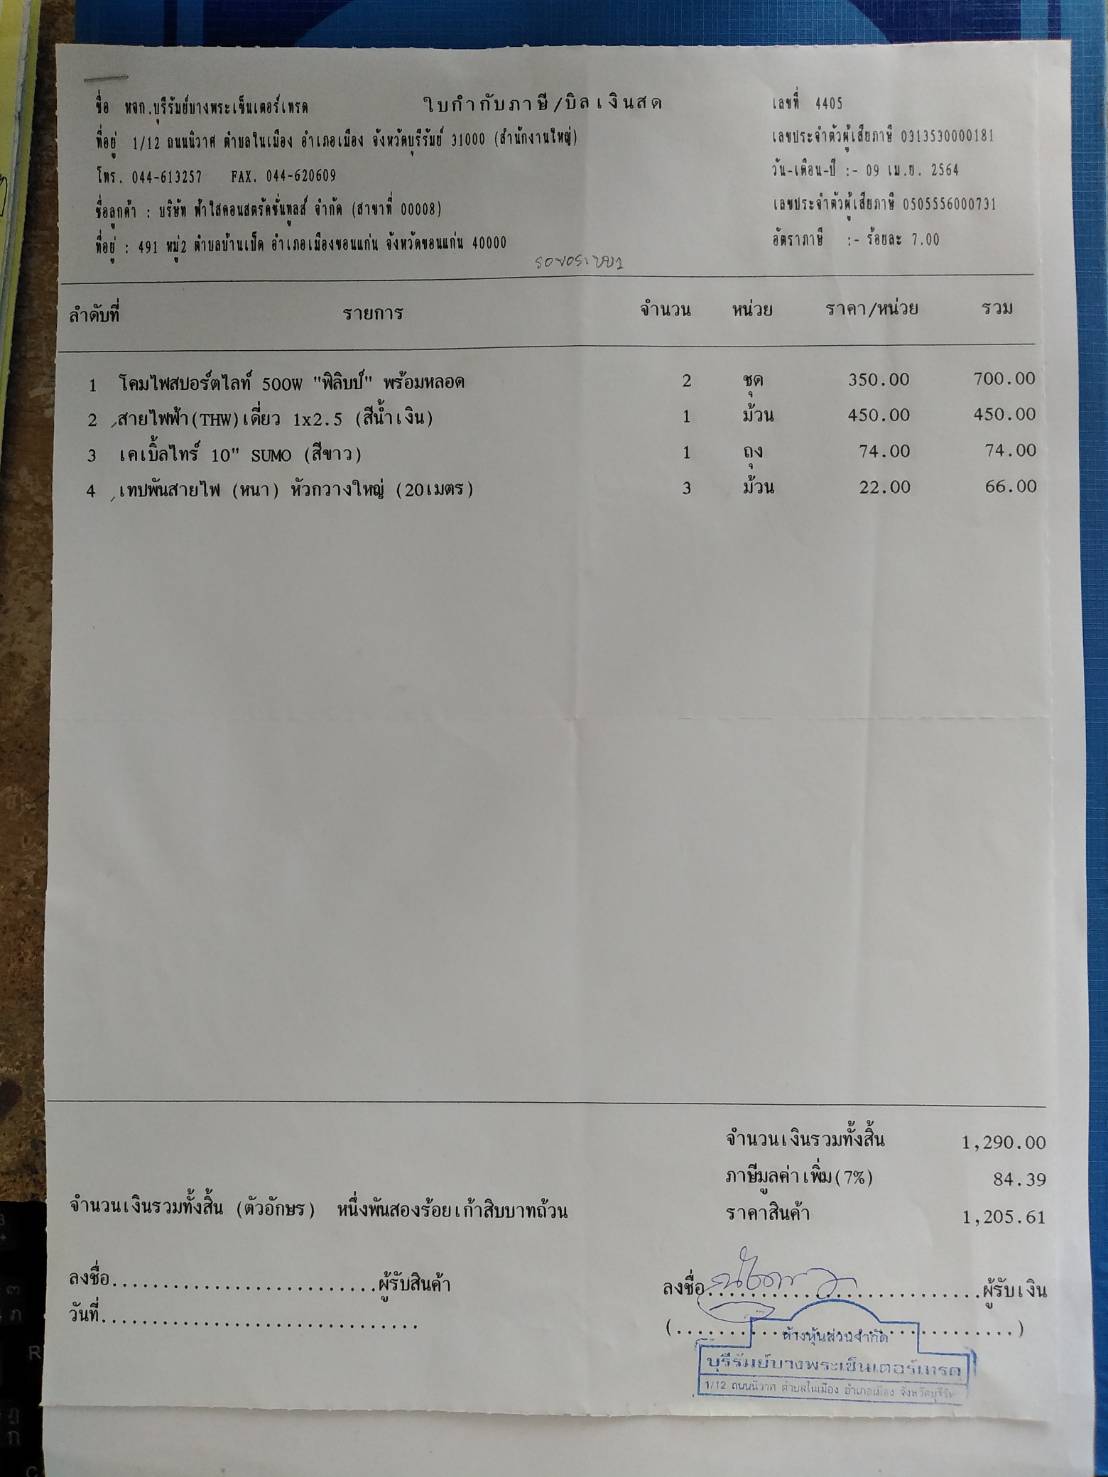 ใบกำกับภาษี/บิลเงินสด
ชื่อ หจก.บุรีรัมย์บางพระเซ็นเตอร์เทรด
ที่อยู่ 1/12 ถนนนิวาศ ตำบลในเมือง อำเภอเมือง จังหวัดบุรีรัมย์ 31000 (สำนักงานใหญ่)
โทร. 044-613257 FAX. 044-620609
ชื่อลูกค้า : บริษัท ฟ้าใสคอนสตรัคชั่นทูลส์ จำกัด (สาขาที่ 00008)
ที่อยู่ : 491 หมู่2 ตำบลบ้านเป็ด อำเภอเมืองขอนแก่น จังหวัดขอนแก่น 40000
เลขที่ 4405
เลขประจำตัวผู้เสียภาษี 0313530000181
วัน-เดือน-ปี :- 09 เม.ย. 2564
เลขประจำตัวผู้เสียภาษี 0505556000731
อัตราภาษี :- ร้อยละ 7.00
ลำดับที่ รายการ จำนวน หน่วย ราคา/หน่วย รวม
1 โคมไฟสปอร์ตไลท์ 500W "ฟิลิบป์" พร้อมหลอด 2 ชุด 350.00 700.00
2 สายไฟฟ้า(THW)เดี่ยว 1x2.5 (สีน้ำเงิน) 1 ม้วน 450.00 450.00
3 เคเบิ้ลไทร์ 10" SUMO (สีขาว) 1 ถุง 74.00 74.00
4 เทปพันสายไฟ (หนา) หัวกวางใหญ่ (20เมตร) 3 ม้วน 22.00 66.00
จำนวนเงินรวมทั้งสิ้น 1,290.00
ภาษีมูลค่าเพิ่ม(7%) 84.39
จำนวนเงินรวมทั้งสิ้น (ตัวอักษร) หนึ่งพันสองร้อยเก้าสิบบาทถ้วน ราคาสินค้า 1,205.61
ลงชื่อ..........................ผู้รับสินค้า
วันที่...............................
ลงชื่อ...........................ผู้รับเงิน
(.................................)
ห้างหุ้นส่วนจำกัด
บุรีรัมย์บางพระเซ็นเตอร์เทรด
1/12 ถนนนิวาศ ตำบลในเมือง อำเภอเมือง